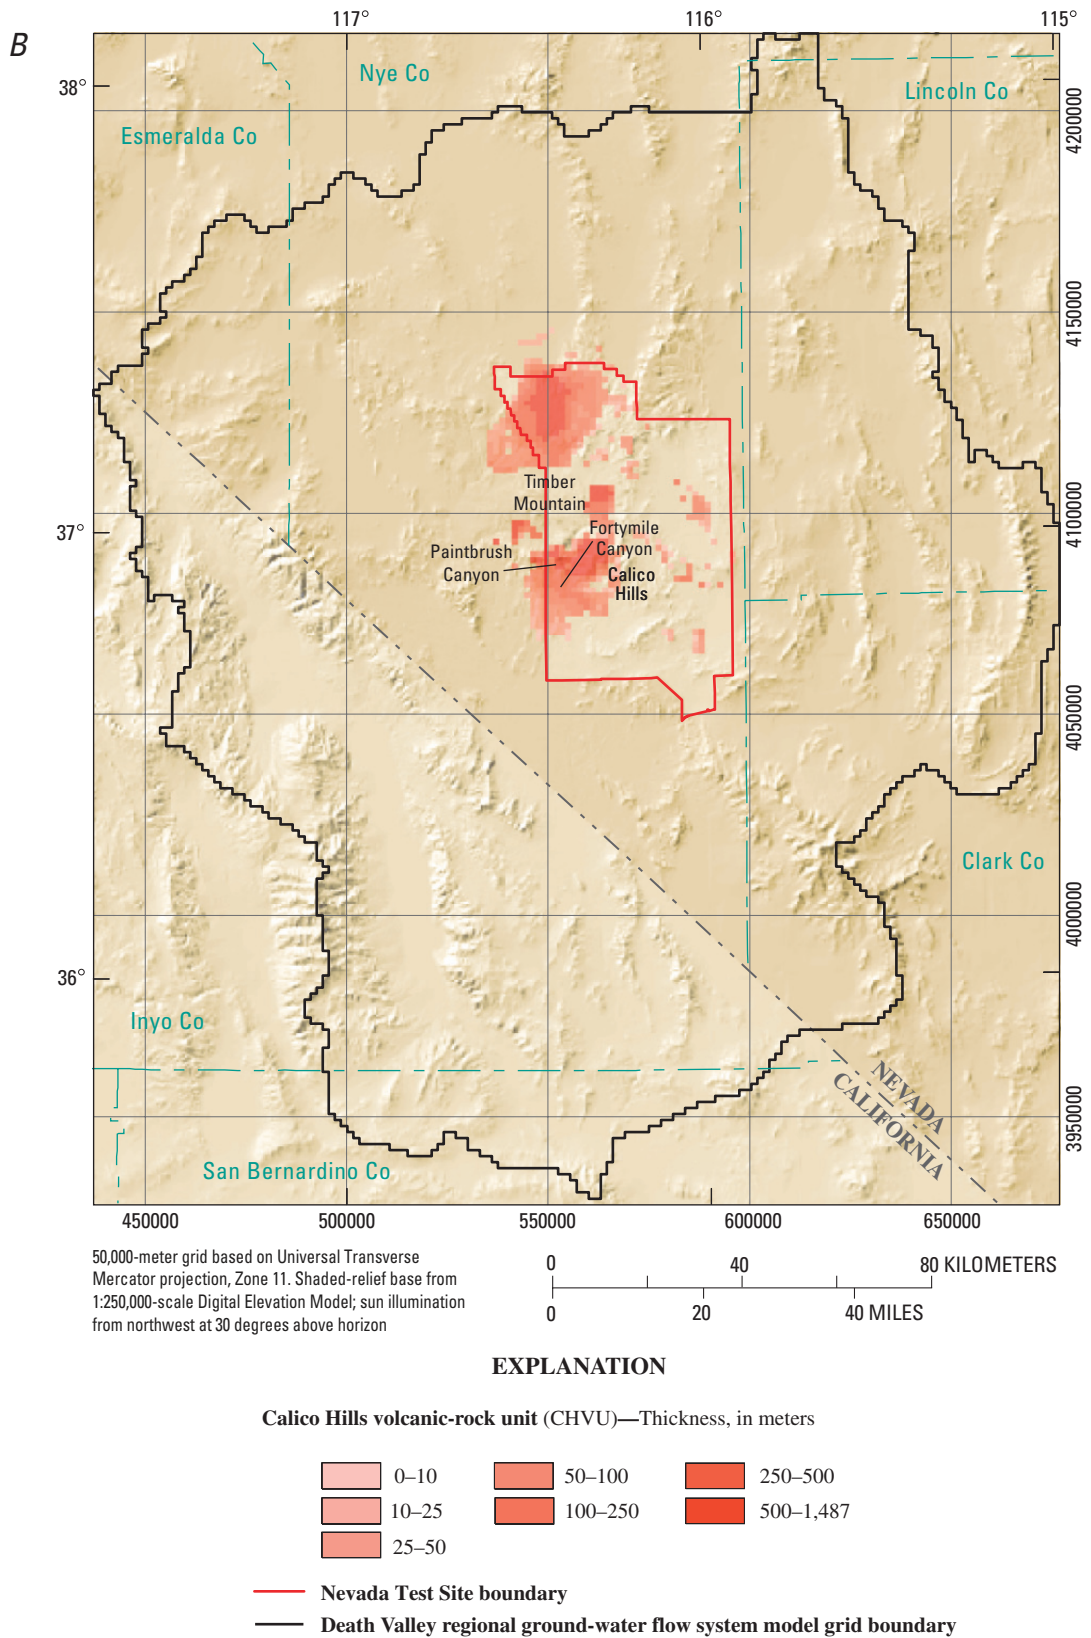 B
117°
116°
115°
38°
37°
36°
Nye Co
Lincoln Co
Esmeralda Co
4200000
4150000
4100000
4050000
4000000
3950000
Timber
Mountain
Fortymile
Canyon
Paintbrush
Canyon
Calico
Hills
Clark Co
Inyo Co
San Bernardino Co
NEVADA
CALIFORNIA
450000
500000
550000
600000
650000
50,000-meter grid based on Universal Transverse
Mercator projection, Zone 11. Shaded-relief base from
1:250,000-scale Digital Elevation Model; sun illumination
from northwest at 30 degrees above horizon
0 40 80 KILOMETERS
0 20 40 MILES
EXPLANATION
Calico Hills volcanic-rock unit (CHVU)—Thickness, in meters
0–10
10–25
25–50
50–100
100–250
250–500
500–1,487
Nevada Test Site boundary
Death Valley regional ground-water flow system model grid boundary